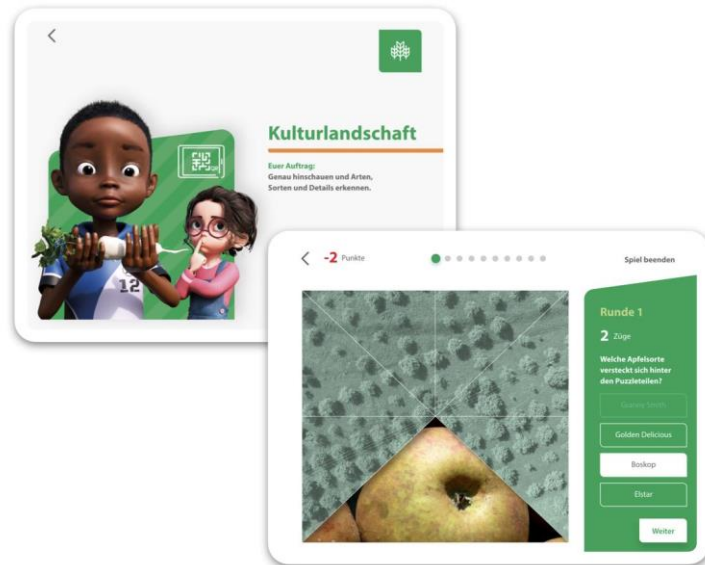 Kulturlandschaft
Euer Auftrag:
Genau hinschauen und Arten,
Sorten und Details erkennen.
12
-2 Punkte
Spiel beenden
Runde 1
2 Züge
Welche Apfelsorte
versteckt sich hinter
den Puzzleteilen?
Golden Delicious
Boskop
Elstar
Weiter